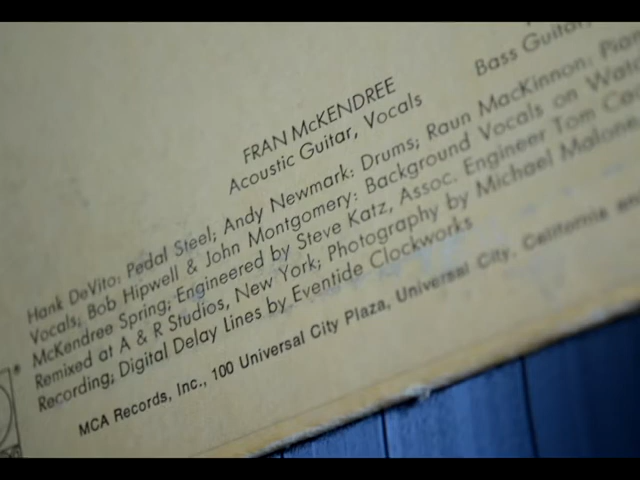 Bass Guitar,
FRAN McKENDREE
Acoustic Guitar, Vocals
Hank DeVito: Pedal Steel; Andy Newmark: Drums; Raun MacKinnon:
Vocals; Bob Hipwell & John Montgomery: Background Vocals on
McKendree Spring; Engineered by Steve Katz, Assoc. Engineer Tom
Remixed at A & R Studios, New York; Photography by Michael Malone
Recording; Digital Delay Lines by Eventide Clockworks
MCA Records, Inc., 100 Universal City Plaza, Universal City, California